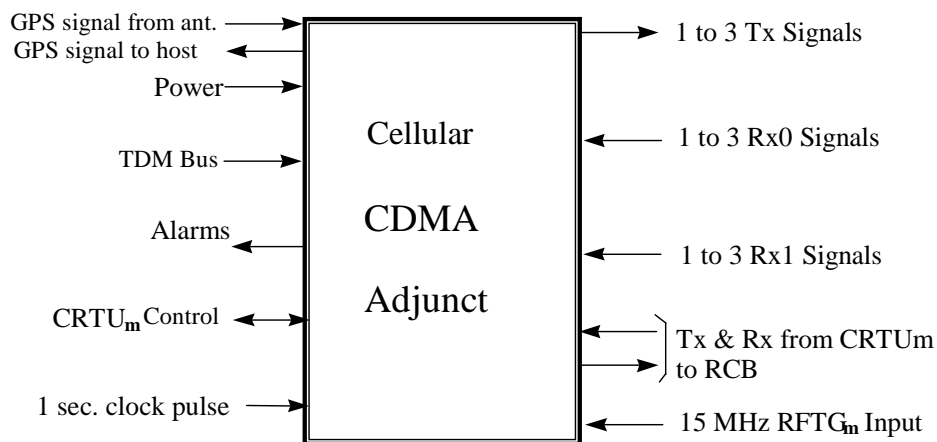 GPS signal from ant.
GPS signal to host
Power
TDM Bus
Alarms
CRTUm Control
1 sec. clock pulse
Cellular
CDMA
Adjunct
1 to 3 Tx Signals
1 to 3 Rx0 Signals
1 to 3 Rx1 Signals
Tx & Rx from CRTUm
to RCB
15 MHz RFTGm Input